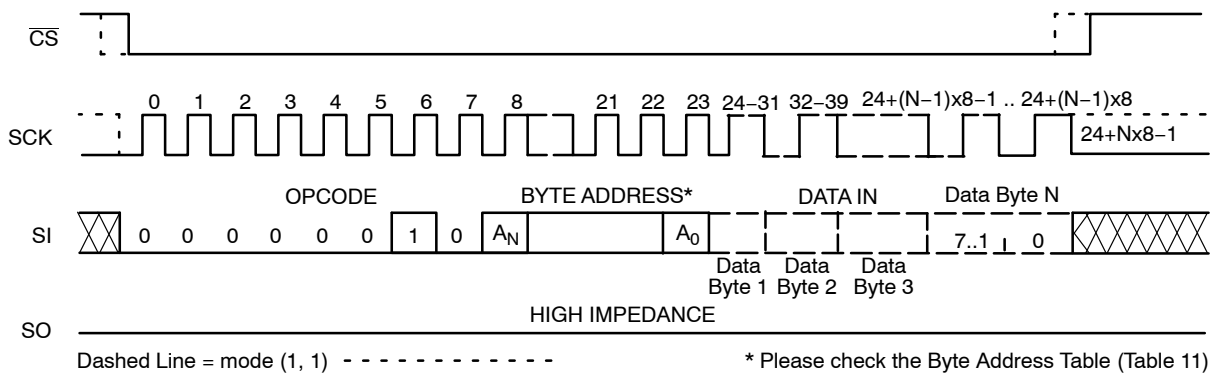 CS
0 1 2 3 4 5 6 7 8 21 22 23 24–31 32–39 24+(N–1)x8–1 .. 24+(N–1)x8
SCK
24+Nx8–1
OPCODE BYTE ADDRESS* DATA IN Data Byte N
SI
0 0 0 0 0 0 1 0 AN A0 7..1 0
Data Byte 1
Data Byte 2
Data Byte 3
HIGH IMPEDANCE
SO
Dashed Line = mode (1, 1)
* Please check the Byte Address Table (Table 11)